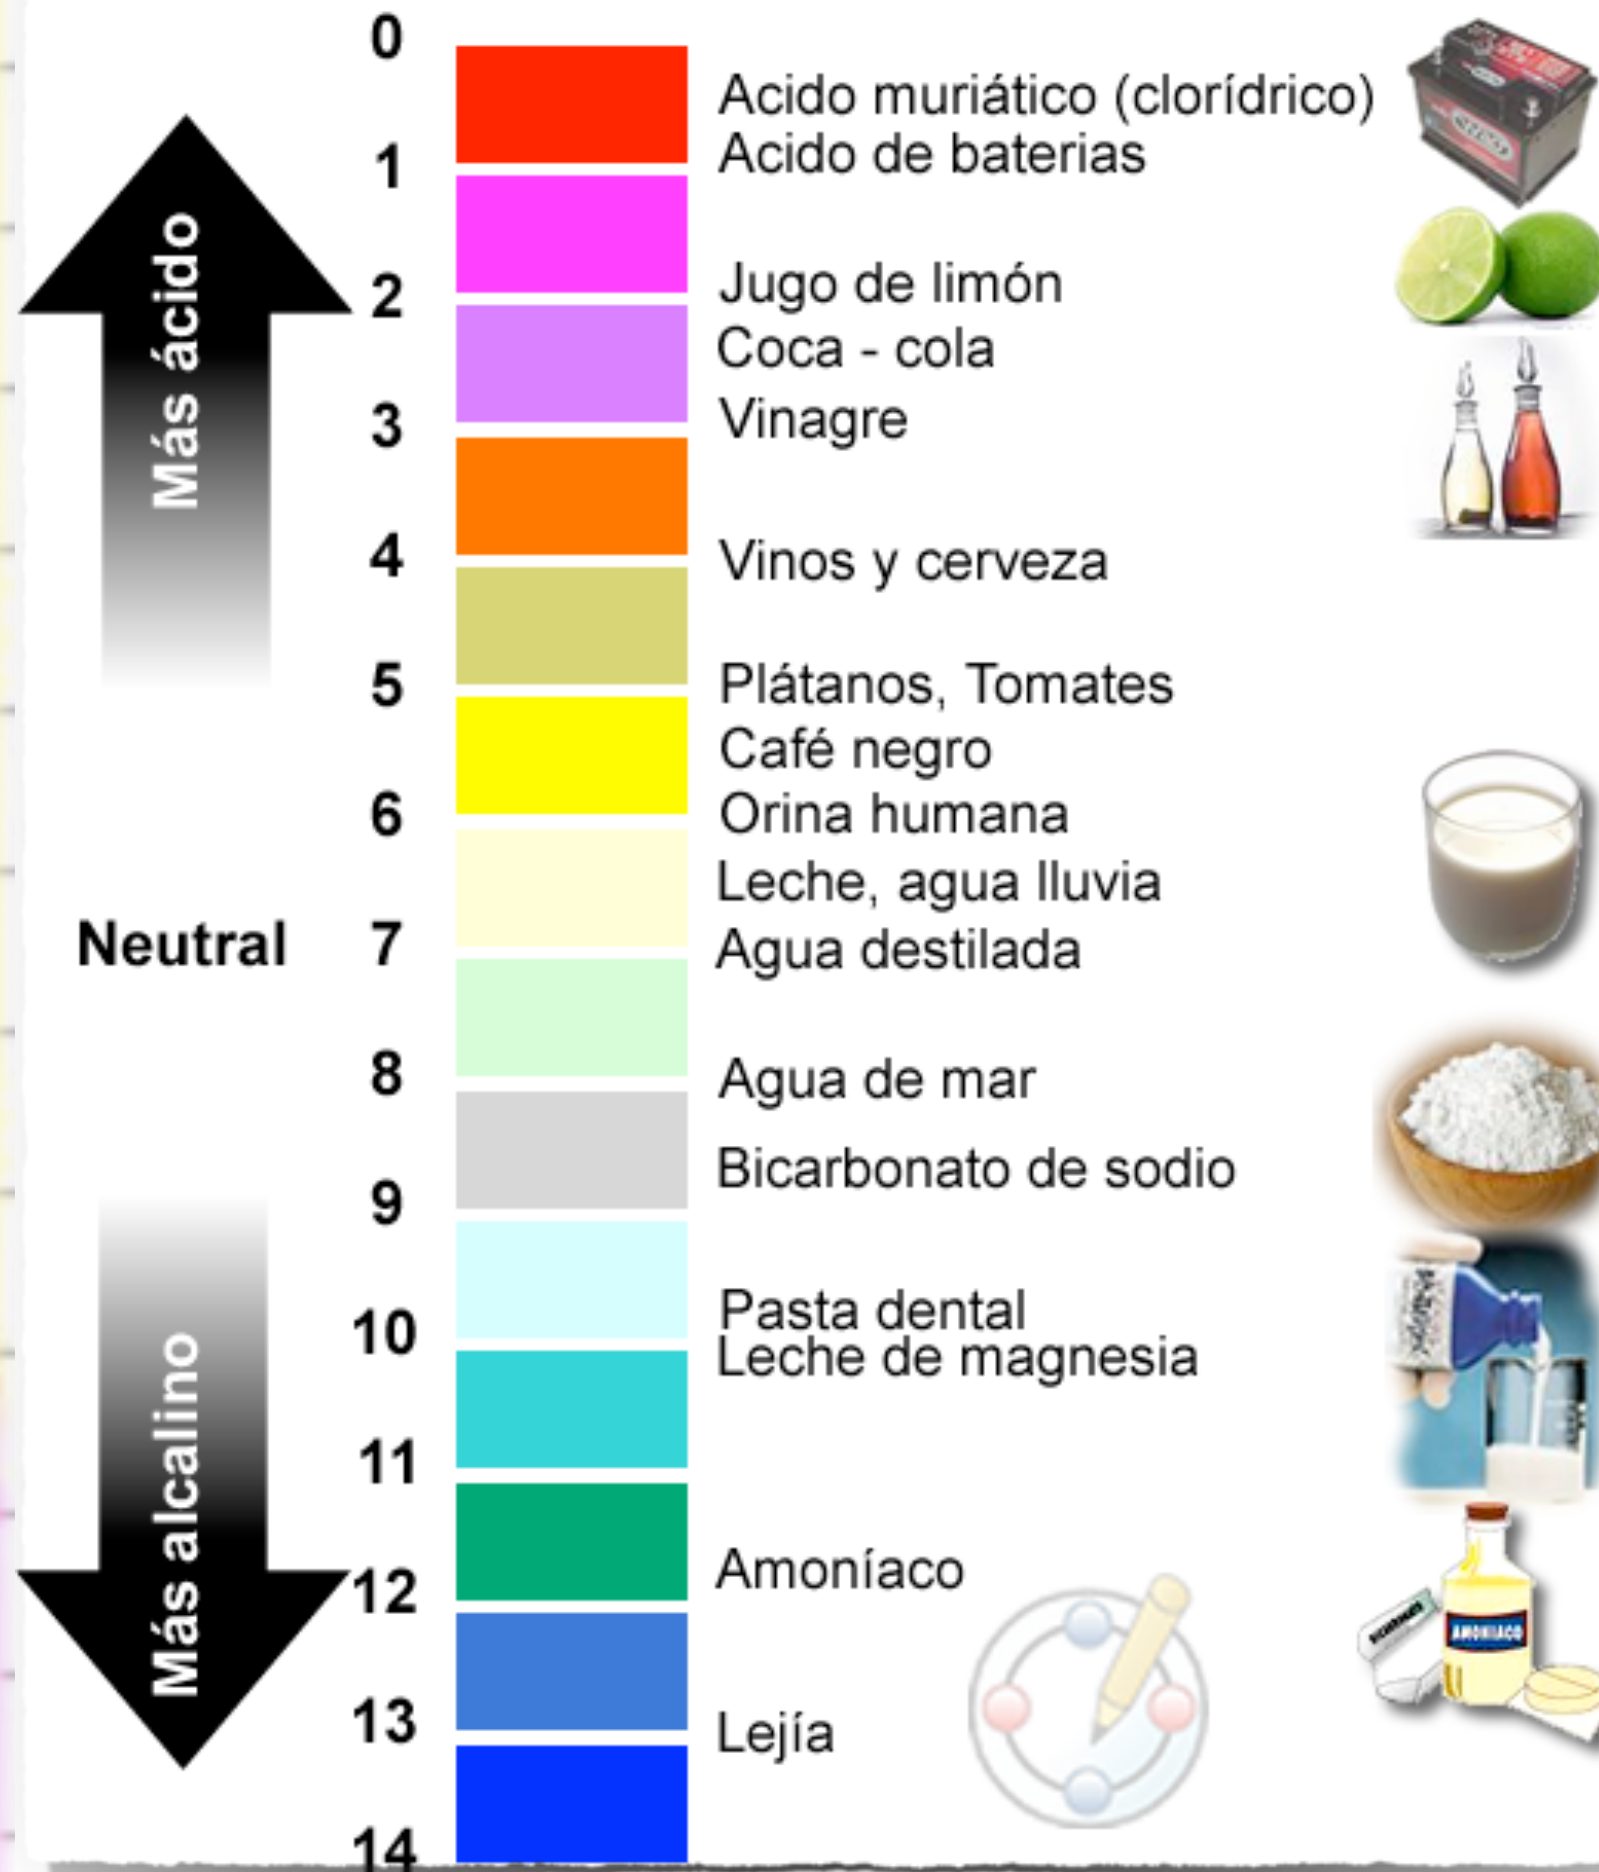 0
Acido muriático (clorídrico)
Acido de baterias
1
Jugo de limón
2
Coca - cola
Vinagre
3
Más ácido
Vinos y cerveza
4
Plátanos, Tomates
5
Café negro
Orina humana
6
Leche, agua lluvia
Neutral 7 Agua destilada
8 Agua de mar
Bicarbonato de sodio
9
Pasta dental
10
Leche de magnesia
11
Más alcalino
Amoníaco
12
AMONIACO
13 Lejía
14